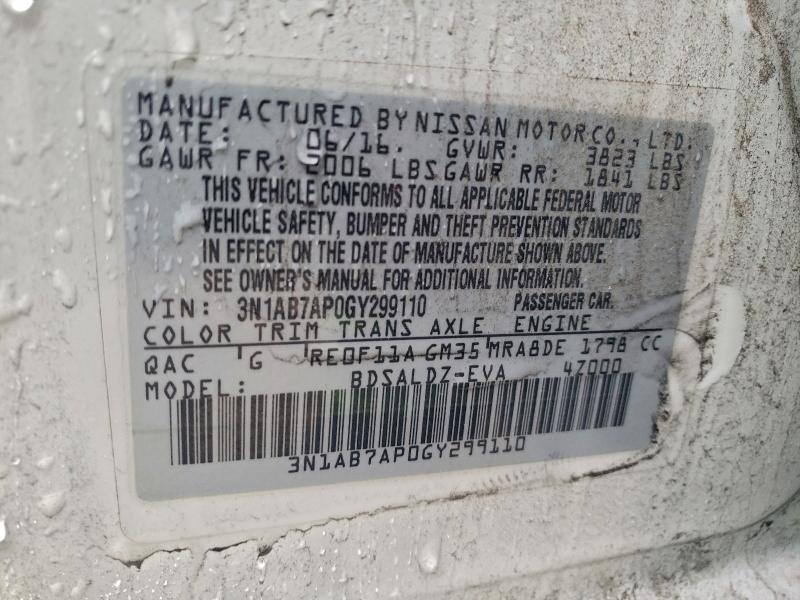 MANUFACTURED BY NISSAN MOTOR CO., LTD.
DATE: 06/16. GVWR: 3823 LBS
GAWR FR: 2006 LBS GAWR RR: 1841 LBS
THIS VEHICLE CONFORMS TO ALL APPLICABLE FEDERAL MOTOR
VEHICLE SAFETY, BUMPER AND THEFT PREVENTION STANDARDS
IN EFFECT ON THE DATE OF MANUFACTURE SHOWN ABOVE.
SEE OWNER'S MANUAL FOR ADDITIONAL INFORMATION.
VIN: 3N1AB7AP0GY299110 PASSENGER CAR.
COLOR TRIM TRANS AXLE ENGINE
QAC G RE0F11A GM35 MRA8DE 1798 CC
MODEL: BDSALDZ-EVA 47000
3N1AB7AP0GY299110